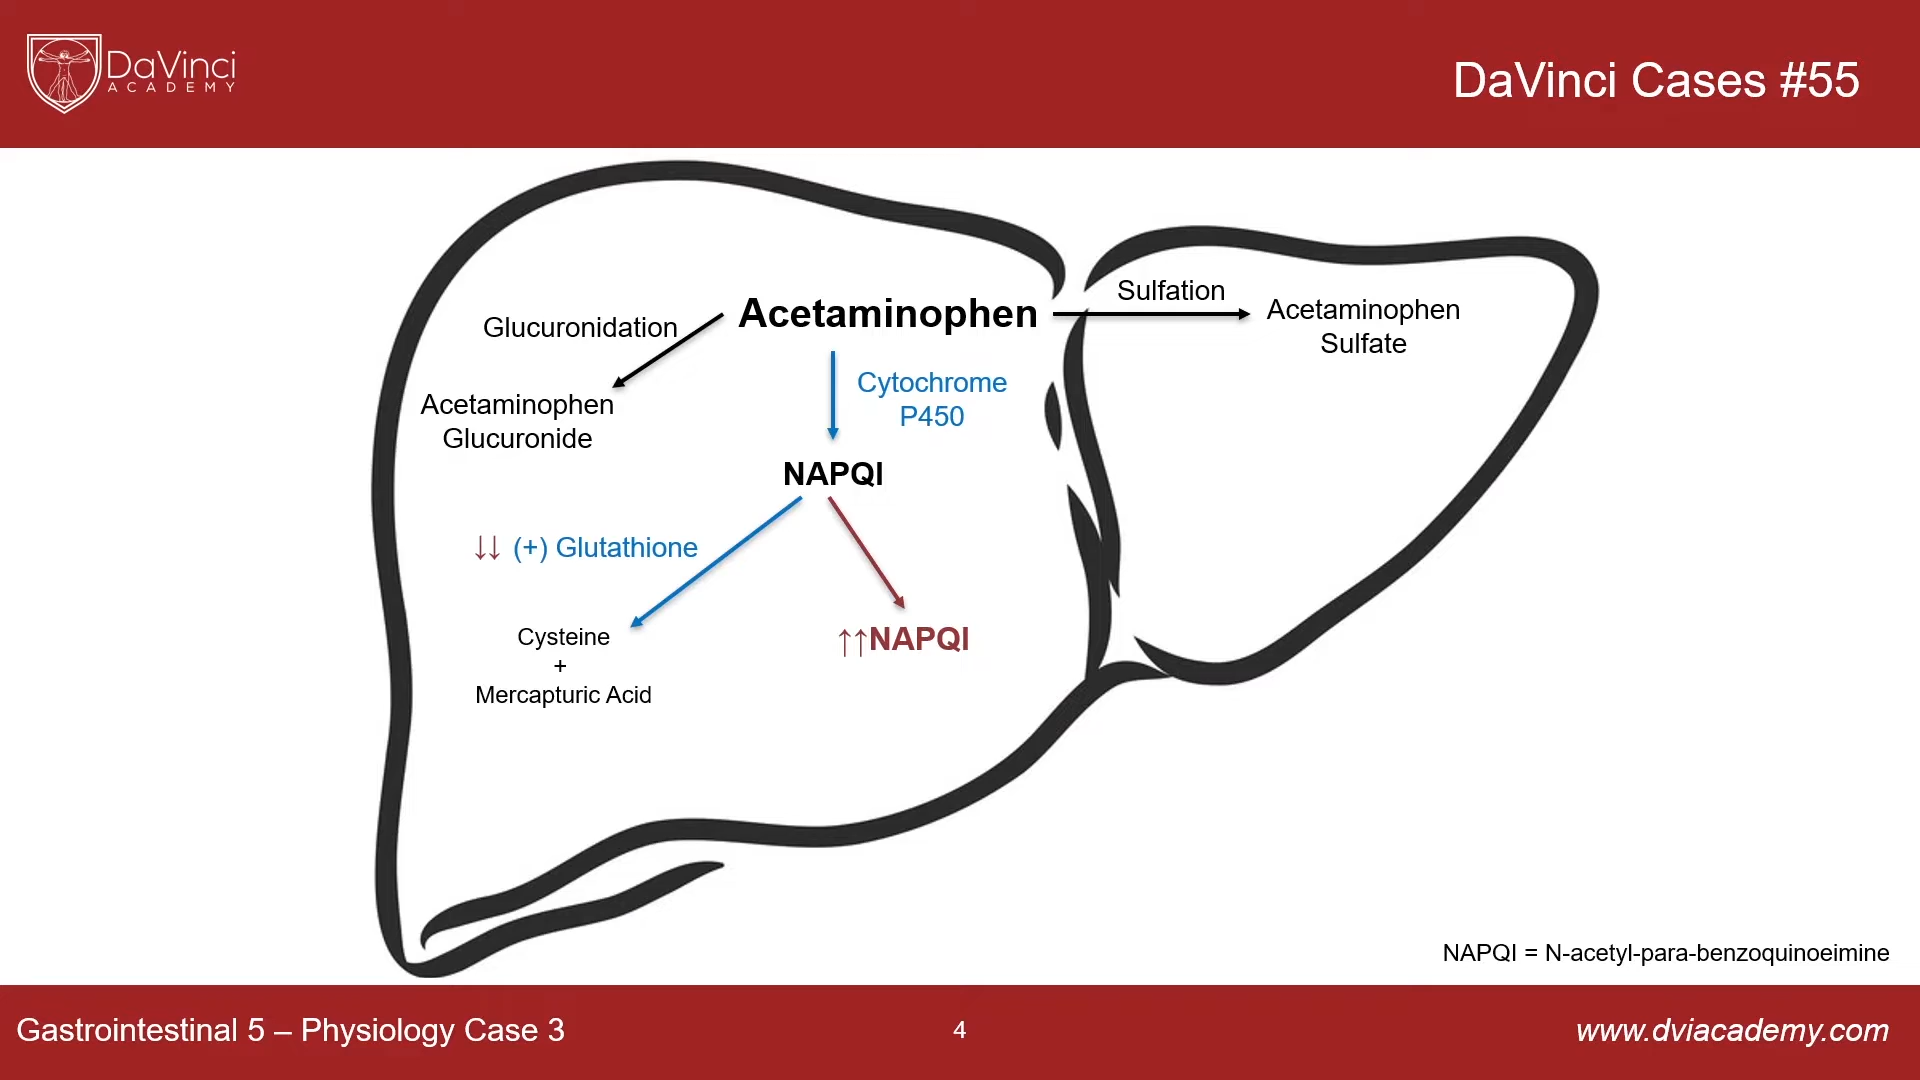 DaVinci
ACADEMY
DaVinci Cases #55
Glucuronidation
Acetaminophen
Sulfation
Acetaminophen
Sulfate
Acetaminophen
Glucuronide
Cytochrome
P450
NAPQI
↓↓ (+) Glutathione
Cysteine
+
Mercapturic Acid
↑↑NAPQI
NAPQI = N-acetyl-para-benzoquinoeimine
Gastrointestinal 5 – Physiology Case 3
4
www.dviacademy.com